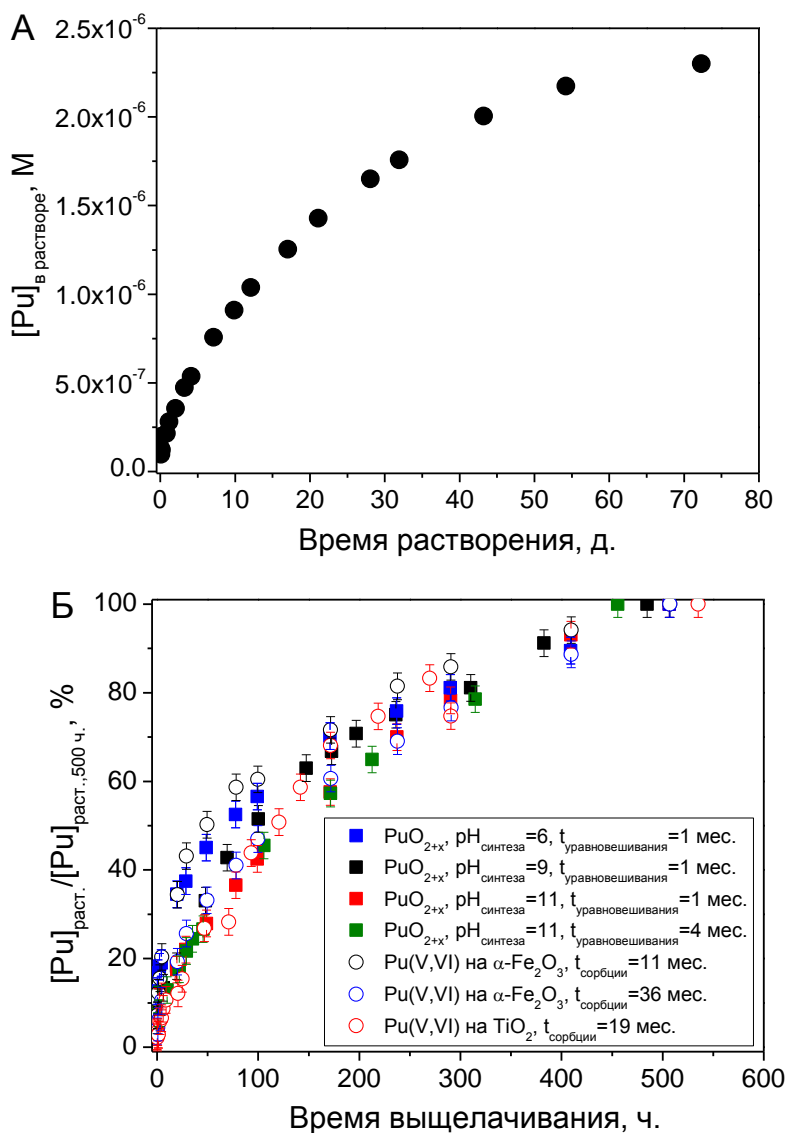 А
2.5x10⁻⁶
2.0x10⁻⁶
1.5x10⁻⁶
1.0x10⁻⁶
5.0x10⁻⁷
0.0
[Pu]в растворе, М
0 10 20 30 40 50 60 70 80
Время растворения, д.
Б
100
80
60
40
20
0
[Pu]раст./[Pu]раст.,500 ч. , %
PuO2+x, pHсинтеза=6, tуравновешивания=1 мес.
PuO2+x, pHсинтеза=9, tуравновешивания=1 мес.
PuO2+x, pHсинтеза=11, tуравновешивания=1 мес.
PuO2+x, pHсинтеза=11, tуравновешивания=4 мес.
Pu(V,VI) на α-Fe2O3, tсорбции=11 мес.
Pu(V,VI) на α-Fe2O3, tсорбции=36 мес.
Pu(V,VI) на TiO2, tсорбции=19 мес.
0 100 200 300 400 500 600
Время выщелачивания, ч.